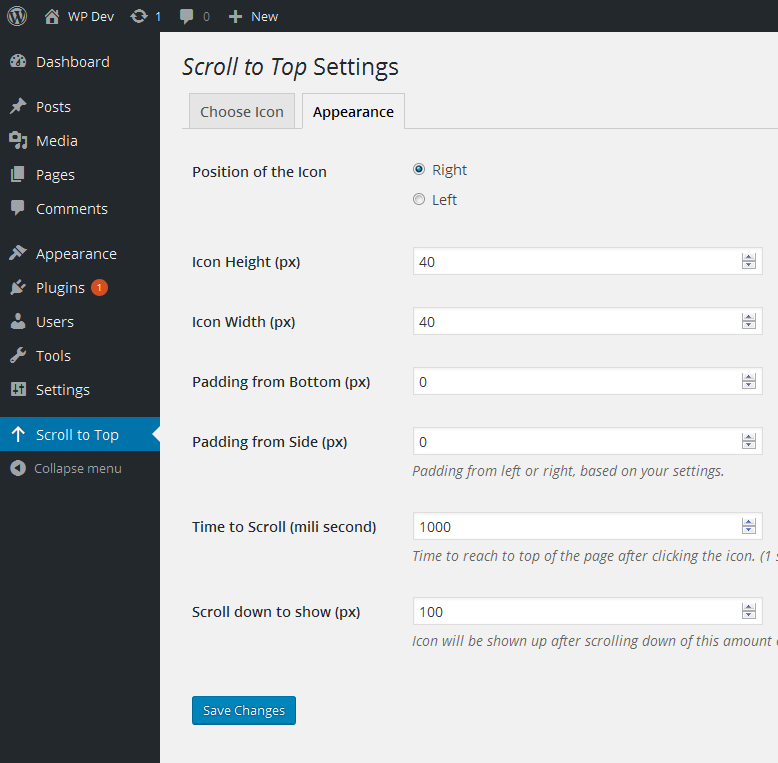 WP Dev 1 0 New
Dashboard
Posts
Media
Pages
Comments
Appearance
Plugins 1
Users
Tools
Settings
Scroll to Top
Collapse menu
Scroll to Top Settings
Choose Icon Appearance
Position of the Icon Right
Left
Icon Height (px) 40
Icon Width (px) 40
Padding from Bottom (px) 0
Padding from Side (px) 0
Padding from left or right, based on your settings.
Time to Scroll (mili second) 1000
Time to reach to top of the page after clicking the icon. (1
Scroll down to show (px) 100
Icon will be shown up after scrolling down of this amount
Save Changes